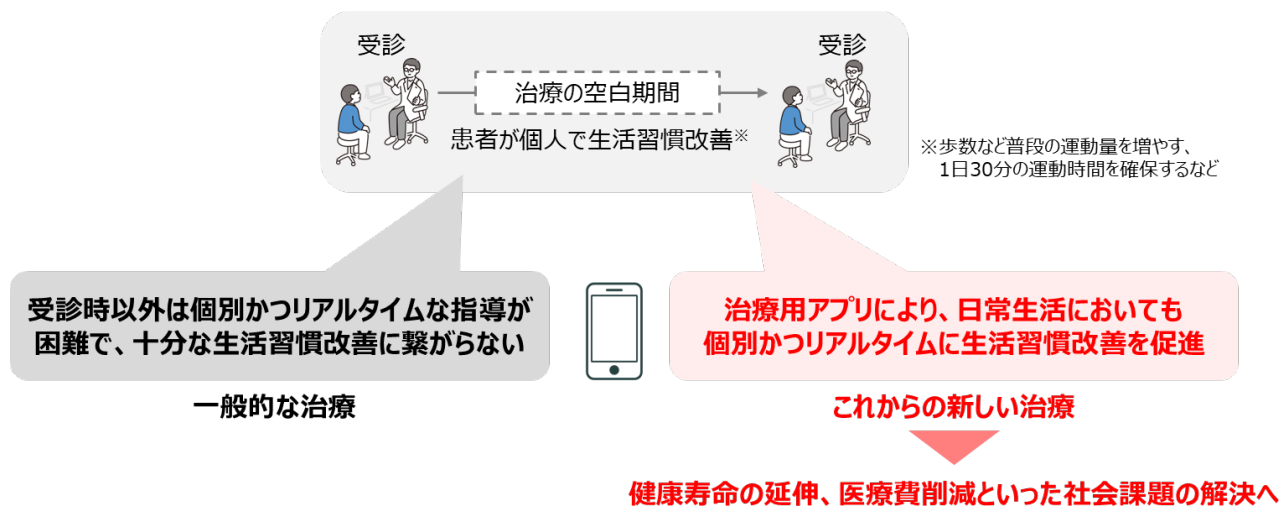 受診
受診
治療の空白期間
患者が個人で生活習慣改善※
※歩数など普段の運動量を増やす、
1日30分の運動時間を確保するなど
受診時以外は個別かつリアルタイムな指導が
困難で、十分な生活習慣改善に繋がらない
一般的な治療
治療用アプリにより、日常生活においても
個別かつリアルタイムに生活習慣改善を促進
これからの新しい治療
健康寿命の延伸、医療費削減といった社会課題の解決へ